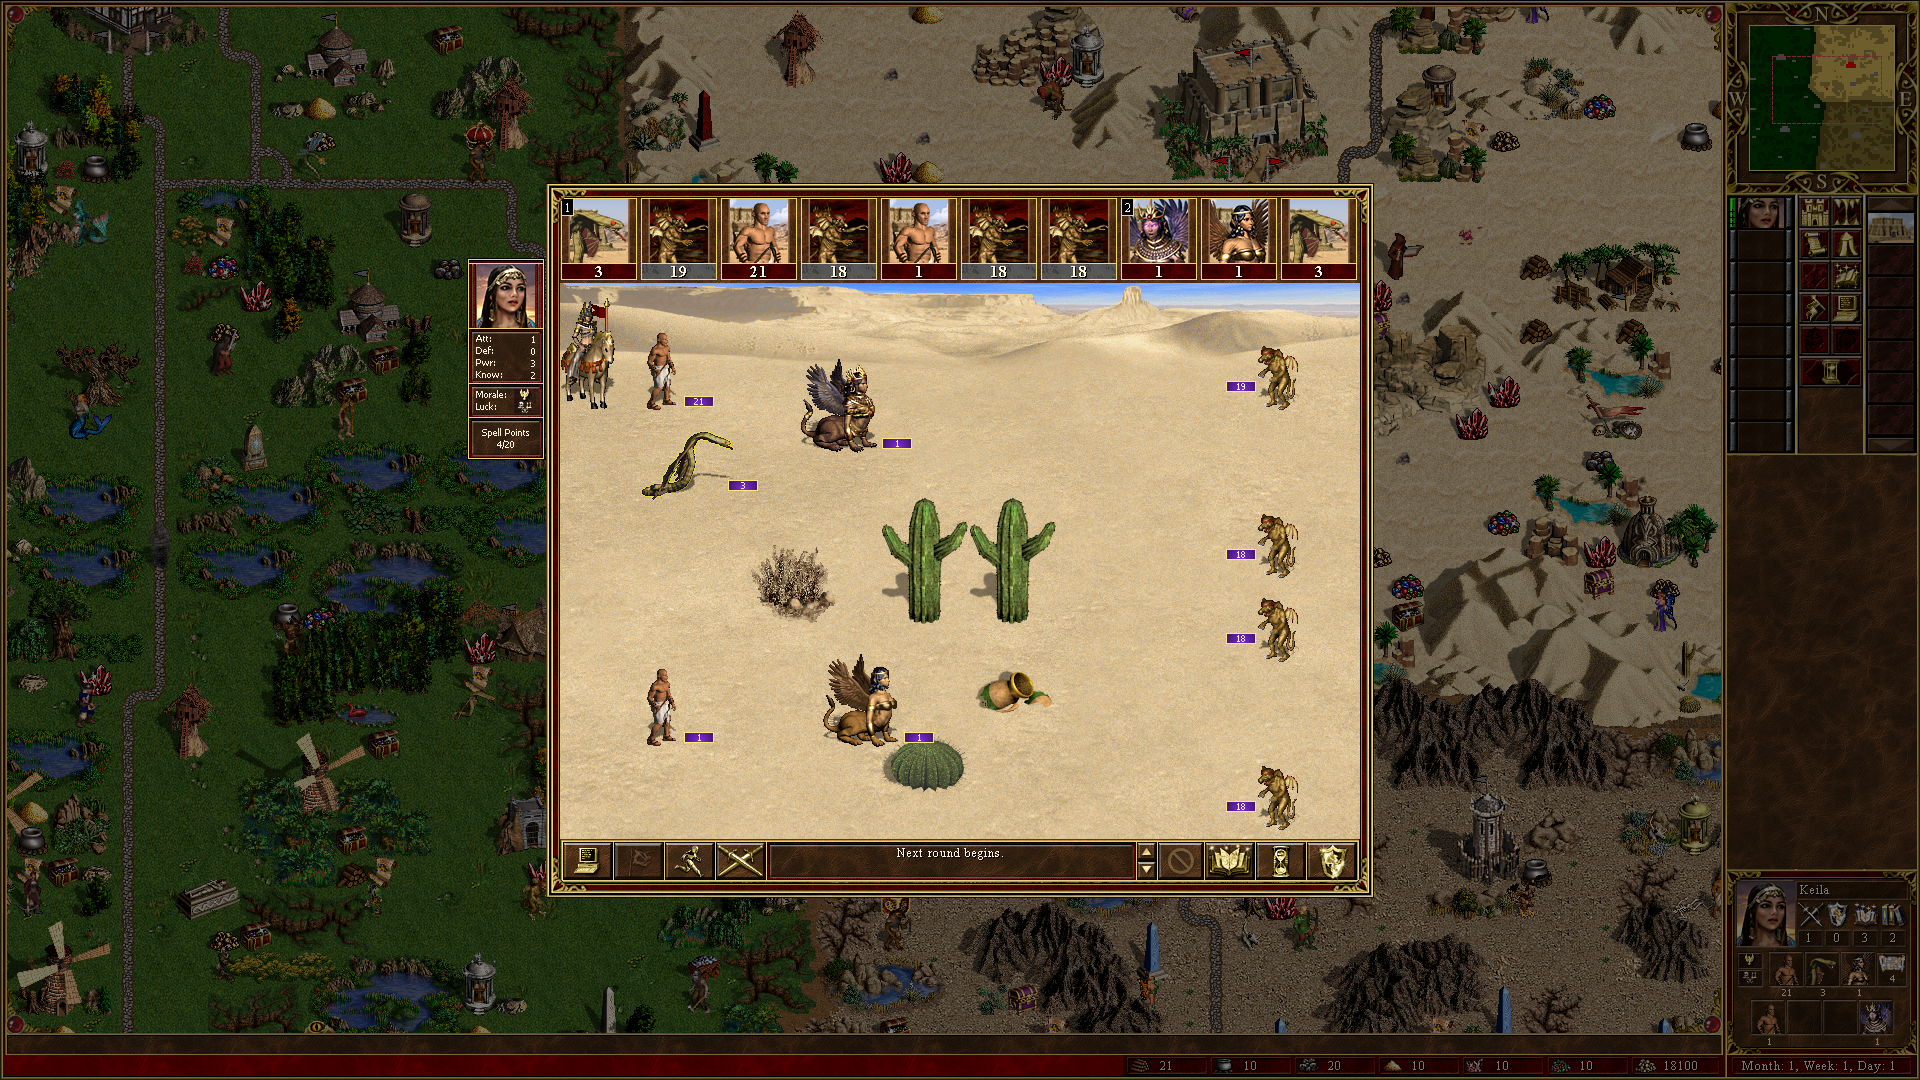 N
W
E
S
1
2
3
19
21
18
1
18
18
1
1
3
Att: 1
Def: 0
Pwr: 3
Know: 2
Morale:
Luck:
Spell Points
4/20
21
19
1
3
18
18
1
1
18
Next round begins.
Keila
1 0 3 2
4
21 3 1
1 1
21 10 20 10 10 10 18100
Month: 1, Week: 1, Day: 1